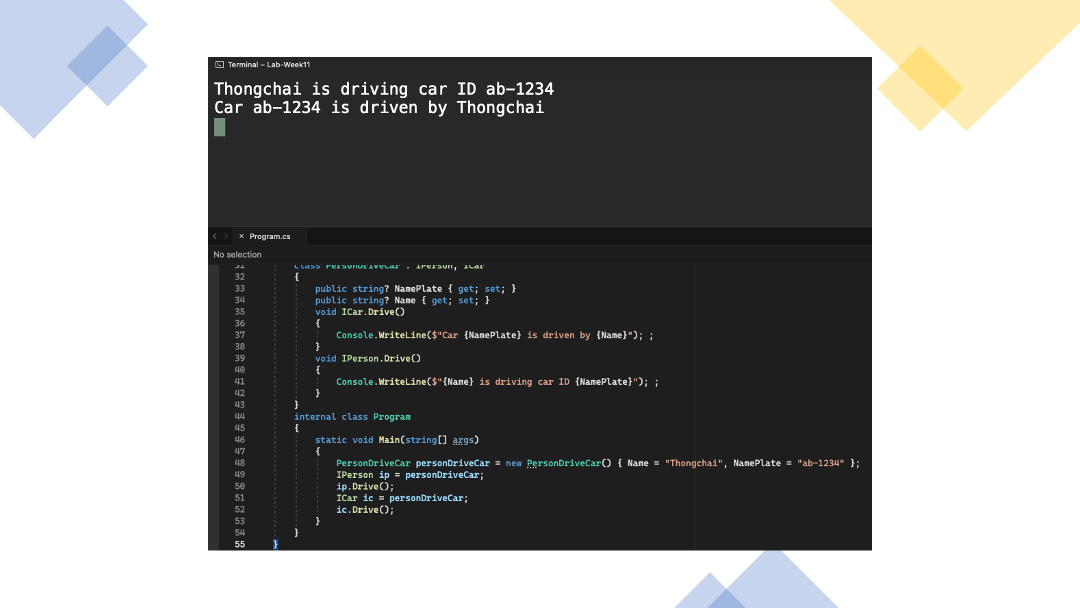 Terminal – Lab-Week11
Thongchai is driving car ID ab-1234
Car ab-1234 is driven by Thongchai
Program.cs
No selection
31 class PersonDriveCar : IPerson, ICar
32 {
33 public string? NamePlate { get; set; }
34 public string? Name { get; set; }
35 void ICar.Drive()
36 {
37 Console.WriteLine($"Car {NamePlate} is driven by {Name}"); ;
38 }
39 void IPerson.Drive()
40 {
41 Console.WriteLine($"{Name} is driving car ID {NamePlate}"); ;
42 }
43 }
44 internal class Program
45 {
46 static void Main(string[] args)
47 {
48 PersonDriveCar personDriveCar = new PersonDriveCar() { Name = "Thongchai", NamePlate = "ab-1234" };
49 IPerson ip = personDriveCar;
50 ip.Drive();
51 ICar ic = personDriveCar;
52 ic.Drive();
53 }
54 }
55 }